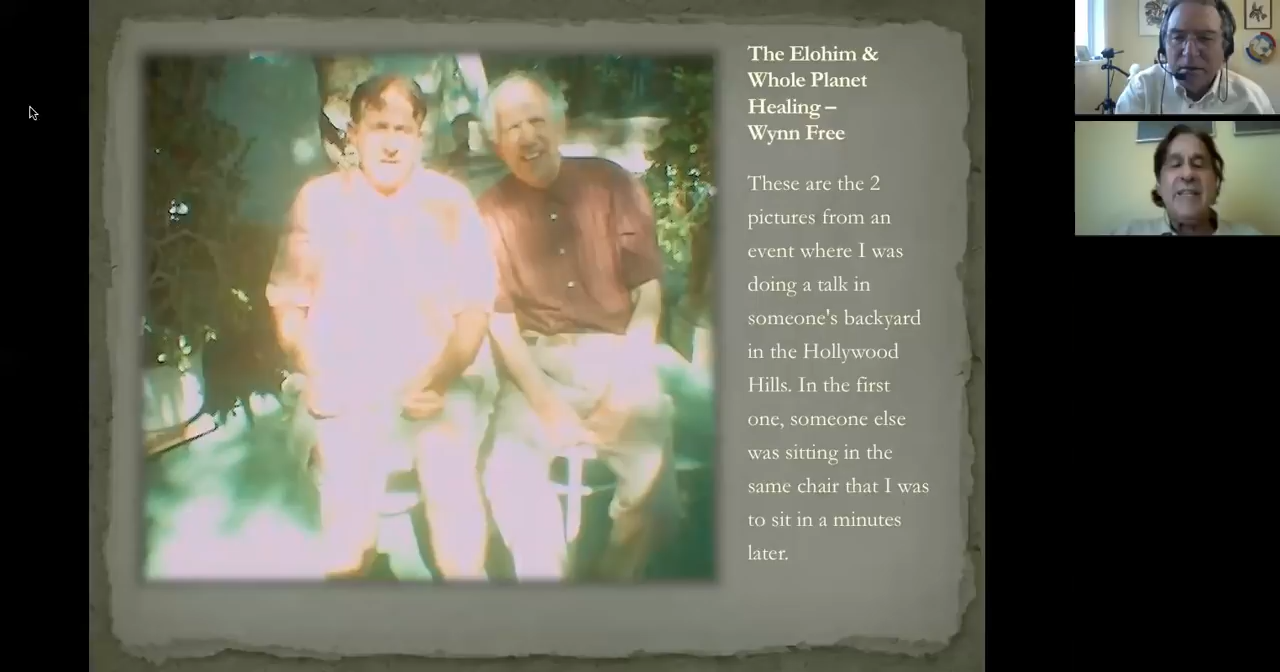 The Elohim &
Whole Planet
Healing –
Wynn Free
These are the 2
pictures from an
event where I was
doing a talk in
someone's backyard
in the Hollywood
Hills. In the first
one, someone else
was sitting in the
same chair that I was
to sit in a minutes
later.